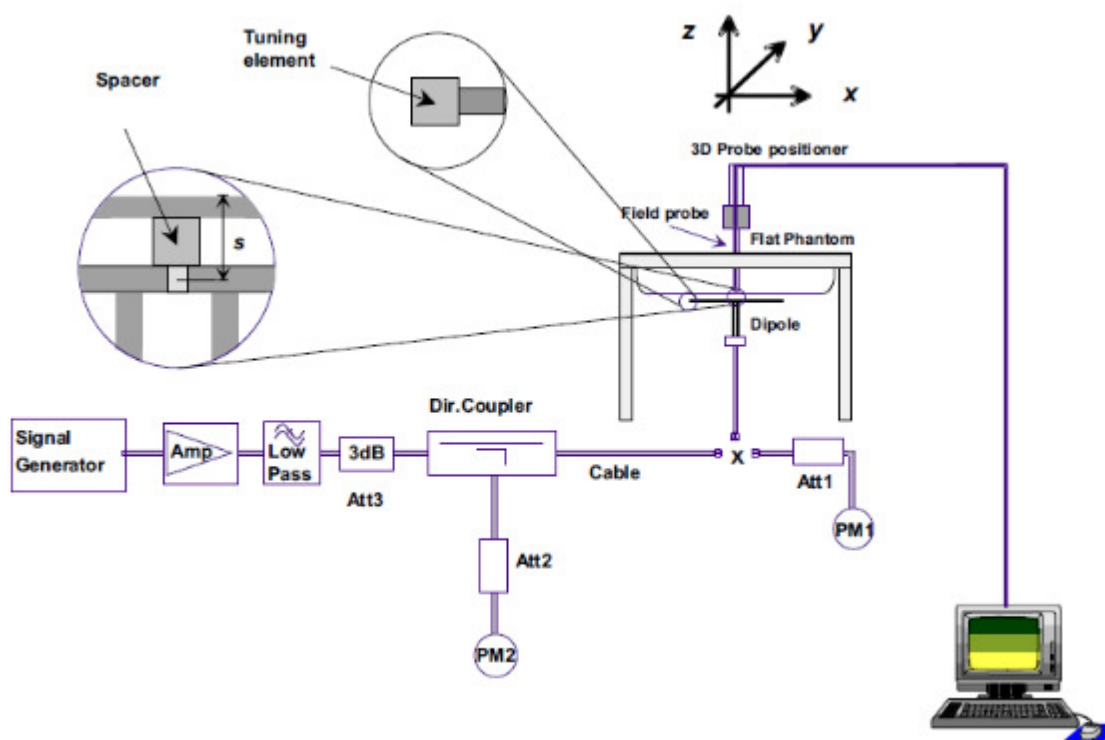 Tuning
element
Spacer
s
z
y
x
3D Probe positioner
Field probe
Flat Phantom
Dipole
Dir.Coupler
Signal
Generator
Amp
Low
Pass
3dB
Att3
Cable
x
Att1
PM1
Att2
PM2